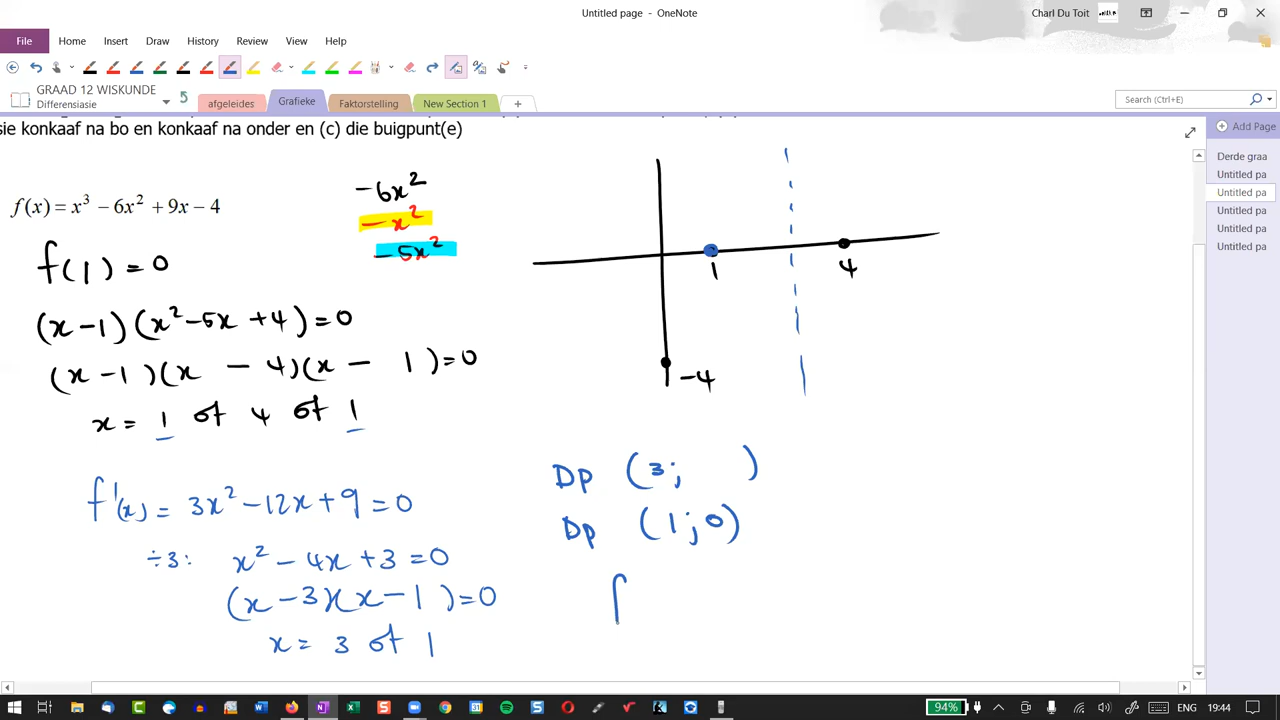 Untitled page - OneNote
Charl Du Toit
File Home Insert Draw History Review View Help
GRAAD 12 WISKUNDE
Differensiasie
afgeleides Grafieke Faktorstelling New Section 1 +
Search (Ctrl+E)
Add Page
Derde graa
Untitled pa
Untitled pa
Untitled pa
Untitled pa
Untitled pa
sie konkaaf na bo en konkaaf na onder en (c) die buigpunt(e)
f(x) = x³ − 6x² + 9x − 4
−6x²
−x²
−5x²
f(1) = 0
(x−1)(x²−5x+4)=0
(x−1)(x − 4)(x − 1)=0
x = 1 of 4 of 1
f'(x) = 3x²−12x+9=0
÷3: x²−4x+3=0
(x−3)(x−1)=0
x= 3 of 1
1
4
−4
Dp (3; )
Dp (1;0)
94%
ENG
19:44